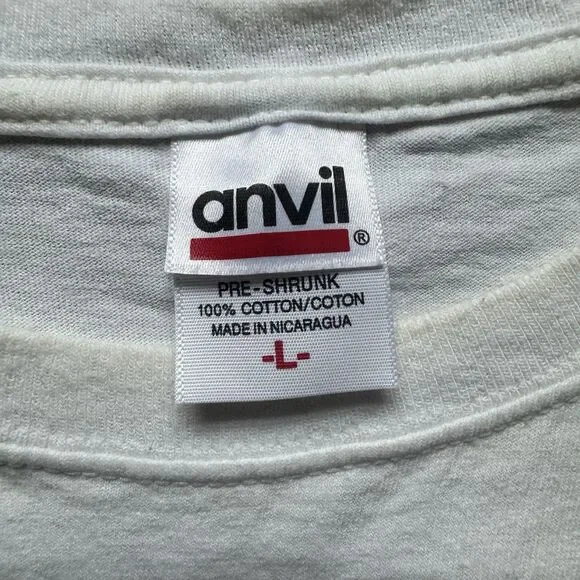 anvil ®
PRE-SHRUNK
100% COTTON/COTON
MADE IN NICARAGUA
-L-